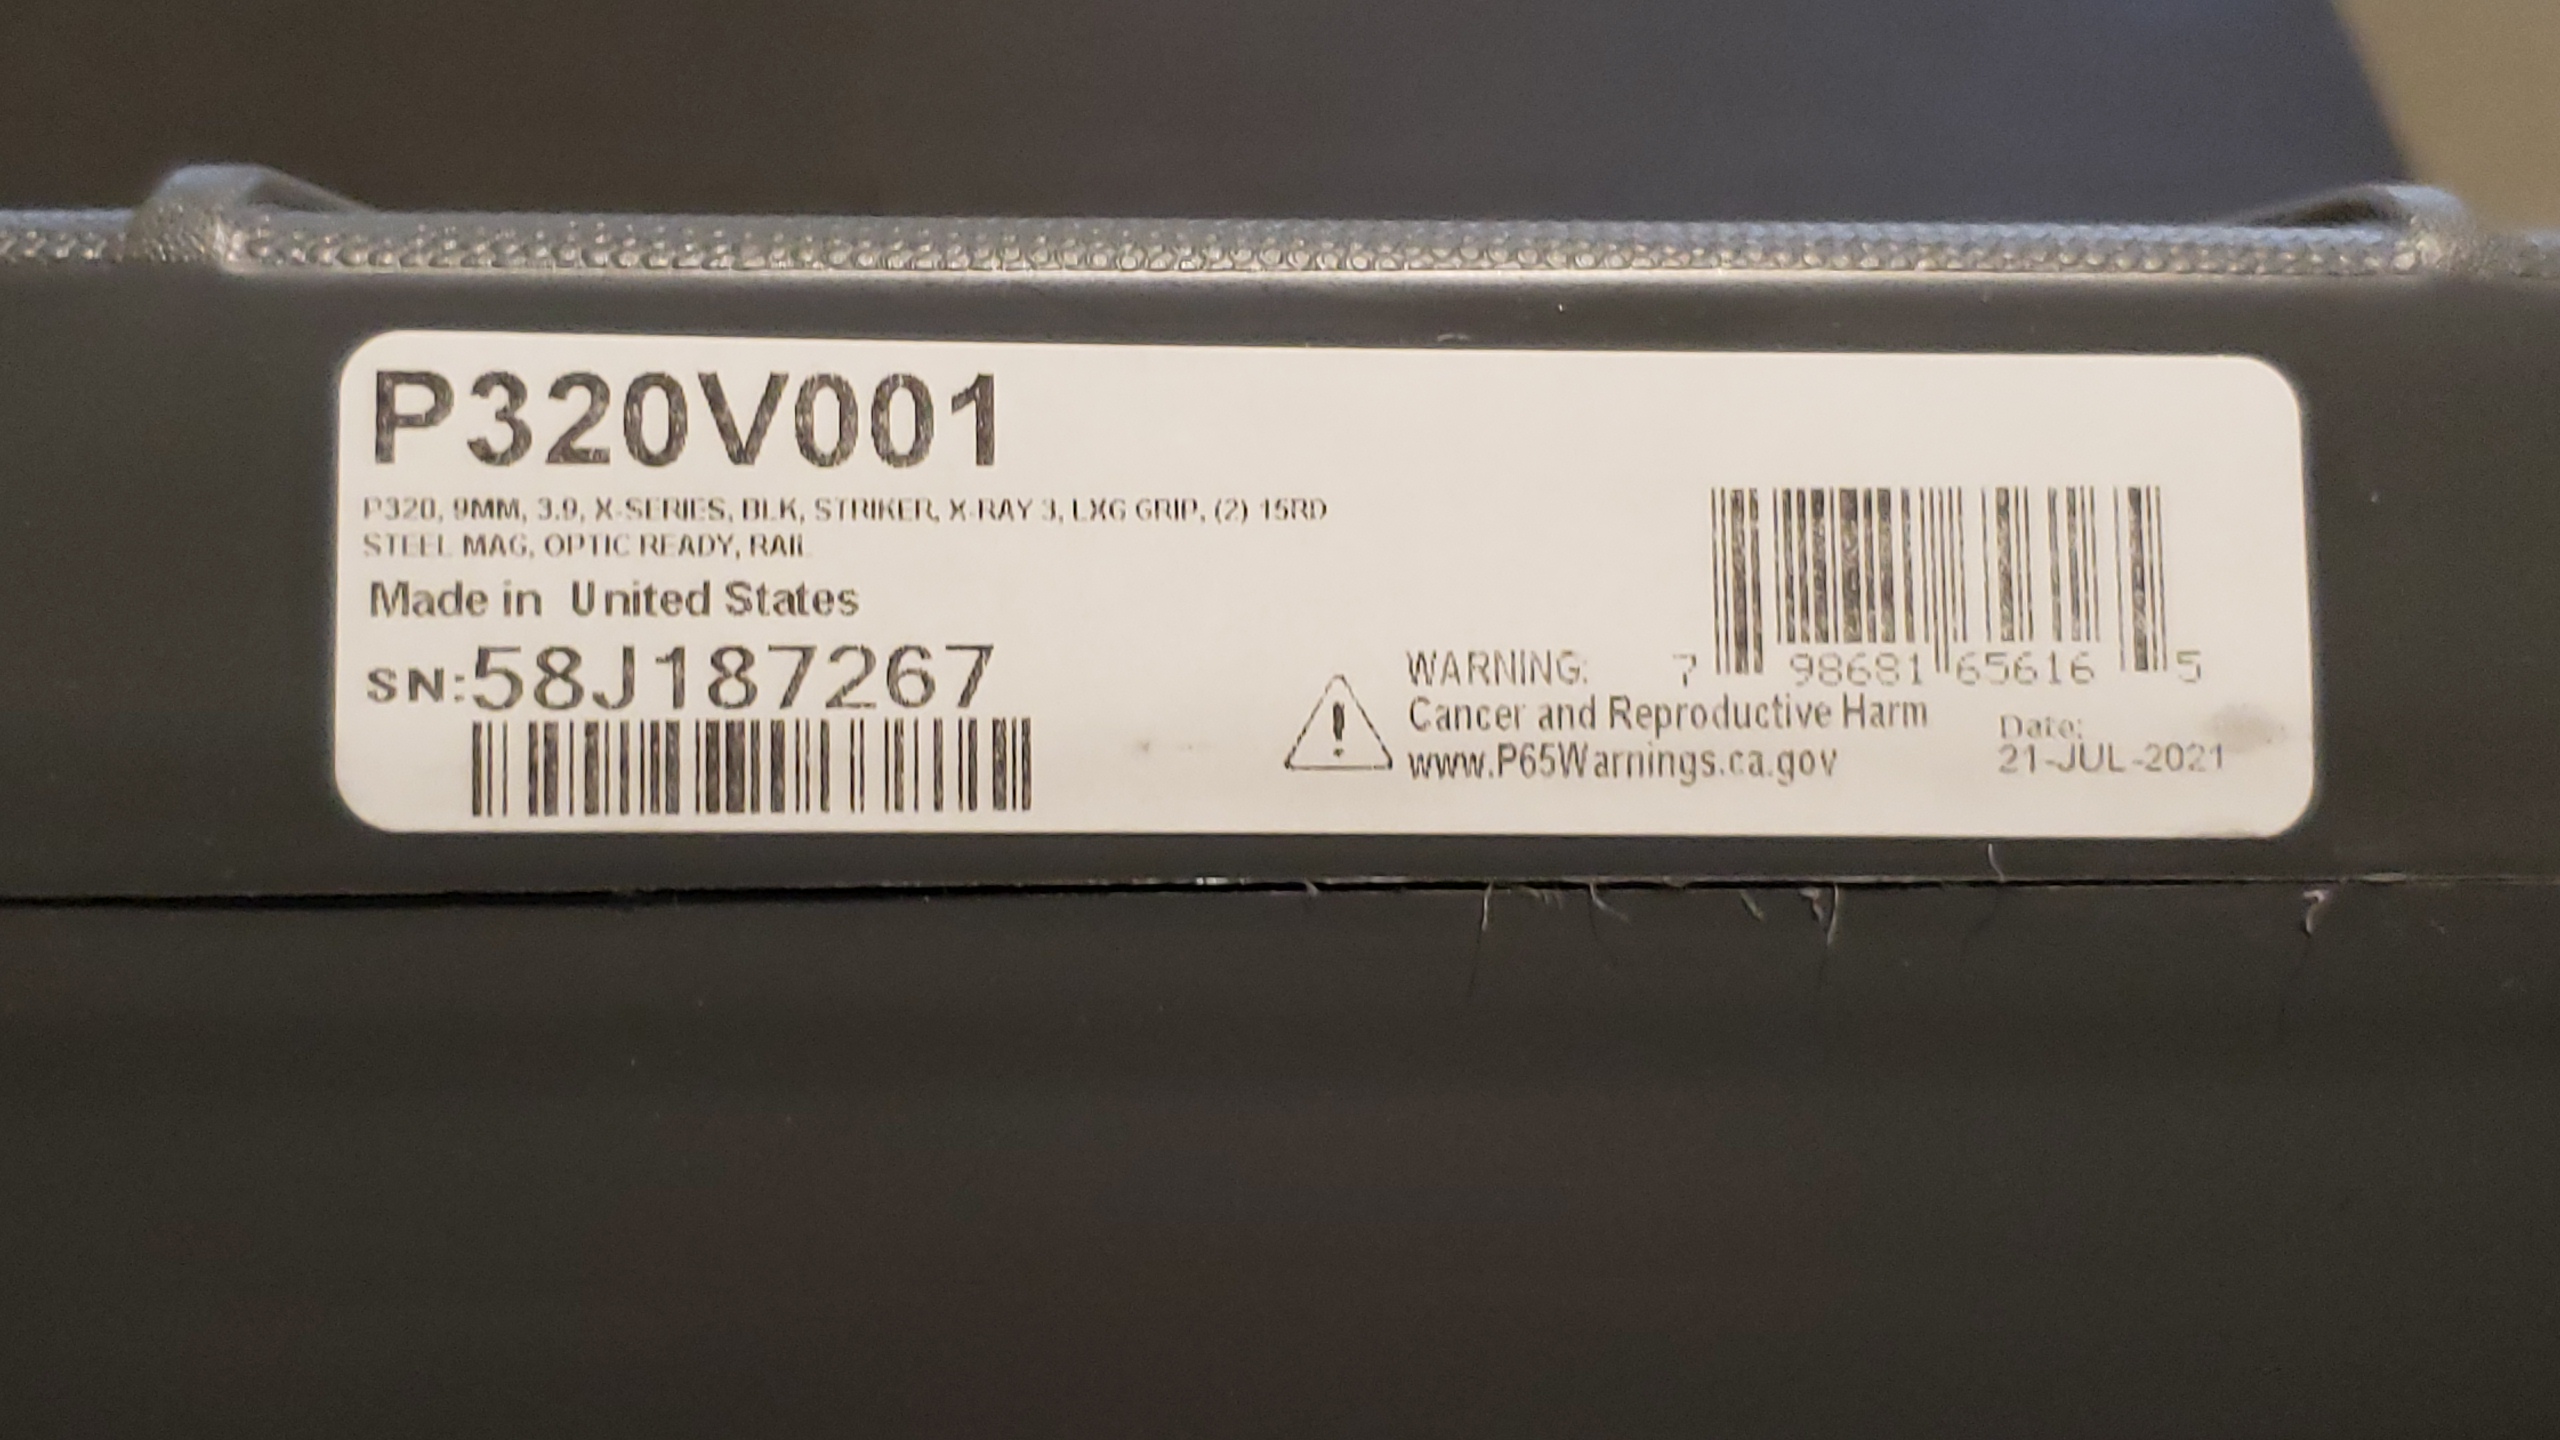 P320V001
P320, 9MM, 3.9, X-SERIES, BLK, STRIKER, X-RAY 3, LXG GRIP, (2) 15RD
STEEL MAG, OPTIC READY, RAIL
Made in United States
SN:58J187267
7 98681 65616 5
WARNING:
Cancer and Reproductive Harm
www.P65Warnings.ca.gov
Date:
21-JUL-2021